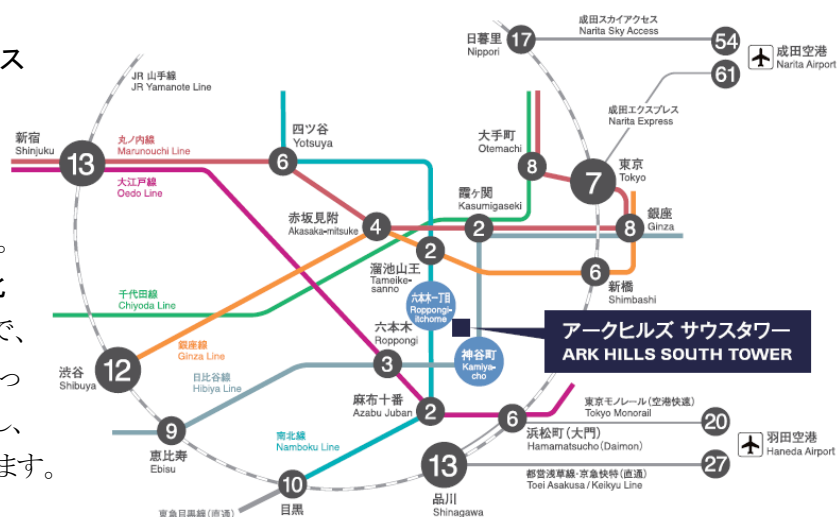 ス
。
で、
っ
し、
ます。
JR 山手線
JR Yamanote Line
新宿
Shinjuku
13
丸ノ内線
Marunouchi Line
大江戸線
Oedo Line
四ツ谷
Yotsuya
6
日暮里
Nippori
17
成田スカイアクセス
Narita Sky Access
54
成田空港
Narita Airport
61
成田エクスプレス
Narita Express
大手町
Otemachi
8
東京
Tokyo
7
霞ヶ関
Kasumigaseki
2
銀座
Ginza
8
赤坂見附
Akasaka-mitsuke
4
2
溜池山王
Tameike-
sanno
6
新橋
Shimbashi
千代田線
Chiyoda Line
六本木一丁目
Roppongi-
itchome
アークヒルズ サウスタワー
ARK HILLS SOUTH TOWER
神谷町
Kamiya-
cho
六本木
Roppongi
3
銀座線
Ginza Line
渋谷
Shibuya
12
日比谷線
Hibiya Line
麻布十番
Azabu Juban
2
9
恵比寿
Ebisu
南北線
Namboku Line
10
目黒
東急目黒線(直通)
6
浜松町(大門)
Hamamatsucho (Daimon)
東京モノレール(空港快速)
Tokyo Monorail
20
羽田空港
Haneda Airport
27
都営浅草線・京急快特(直通)
Toei Asakusa / Keikyu Line
13
品川
Shinagawa